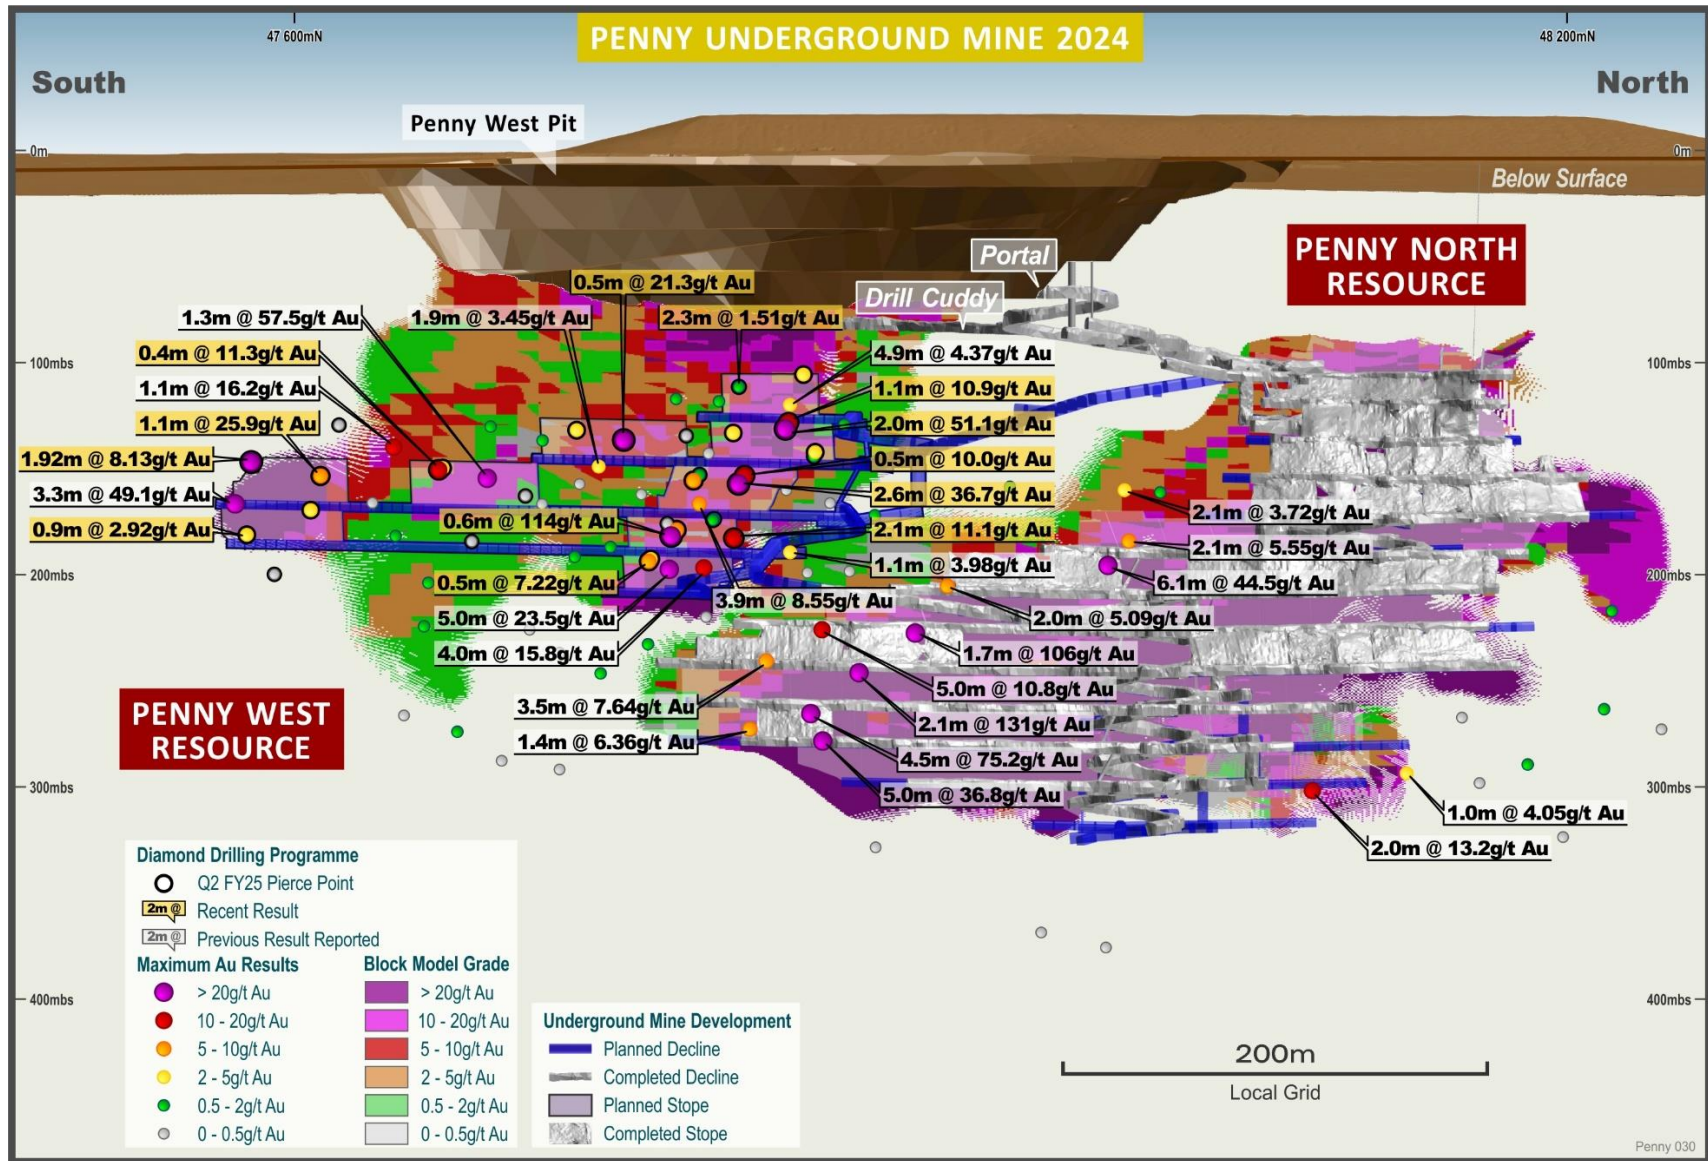 47 600mN
PENNY UNDERGROUND MINE 2024
48 200mN
South
North
Penny West Pit
0m
0m
Below Surface
Portal
Drill Cuddy
PENNY NORTH
RESOURCE
0.5m @ 21.3g/t Au
1.3m @ 57.5g/t Au
1.9m @ 3.45g/t Au
2.3m @ 1.51g/t Au
0.4m @ 11.3g/t Au
4.9m @ 4.37g/t Au
100mbs
100mbs
1.1m @ 16.2g/t Au
1.1m @ 10.9g/t Au
1.1m @ 25.9g/t Au
2.0m @ 51.1g/t Au
1.92m @ 8.13g/t Au
0.5m @ 10.0g/t Au
3.3m @ 49.1g/t Au
2.6m @ 36.7g/t Au
2.1m @ 3.72g/t Au
0.9m @ 2.92g/t Au
0.6m @ 114g/t Au
2.1m @ 11.1g/t Au
2.1m @ 5.55g/t Au
1.1m @ 3.98g/t Au
200mbs
200mbs
0.5m @ 7.22g/t Au
6.1m @ 44.5g/t Au
3.9m @ 8.55g/t Au
5.0m @ 23.5g/t Au
2.0m @ 5.09g/t Au
4.0m @ 15.8g/t Au
1.7m @ 106g/t Au
5.0m @ 10.8g/t Au
PENNY WEST
RESOURCE
3.5m @ 7.64g/t Au
2.1m @ 131g/t Au
1.4m @ 6.36g/t Au
4.5m @ 75.2g/t Au
300mbs
300mbs
5.0m @ 36.8g/t Au
1.0m @ 4.05g/t Au
2.0m @ 13.2g/t Au
Diamond Drilling Programme
Q2 FY25 Pierce Point
2m @ Recent Result
2m @ Previous Result Reported
Maximum Au Results
> 20g/t Au
10 - 20g/t Au
5 - 10g/t Au
2 - 5g/t Au
0.5 - 2g/t Au
0 - 0.5g/t Au
Block Model Grade
> 20g/t Au
10 - 20g/t Au
5 - 10g/t Au
2 - 5g/t Au
0.5 - 2g/t Au
0 - 0.5g/t Au
400mbs
400mbs
Underground Mine Development
Planned Decline
Completed Decline
Planned Stope
Completed Stope
200m
Local Grid
Penny 030